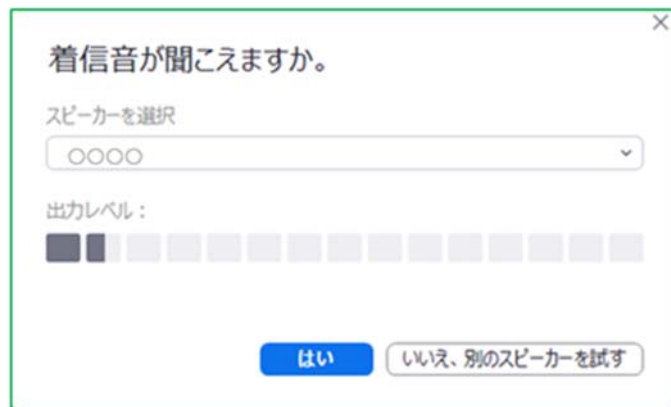 着信音が聞こえますか。
スピーカーを選択
○○○○
出力レベル：
はい
いいえ、別のスピーカーを試す